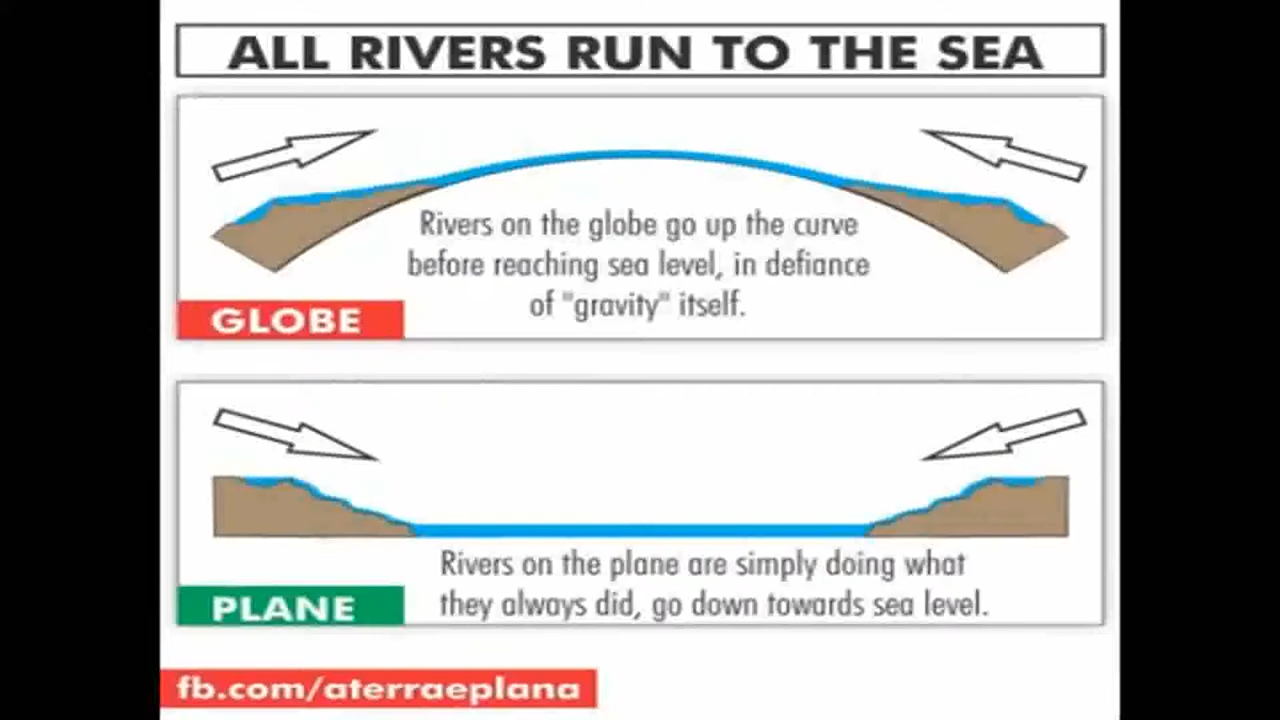 ALL RIVERS RUN TO THE SEA
Rivers on the globe go up the curve
before reaching sea level, in defiance
of "gravity" itself.
GLOBE
Rivers on the plane are simply doing what
they always did, go down towards sea level.
PLANE
fb.com/aterraeplana